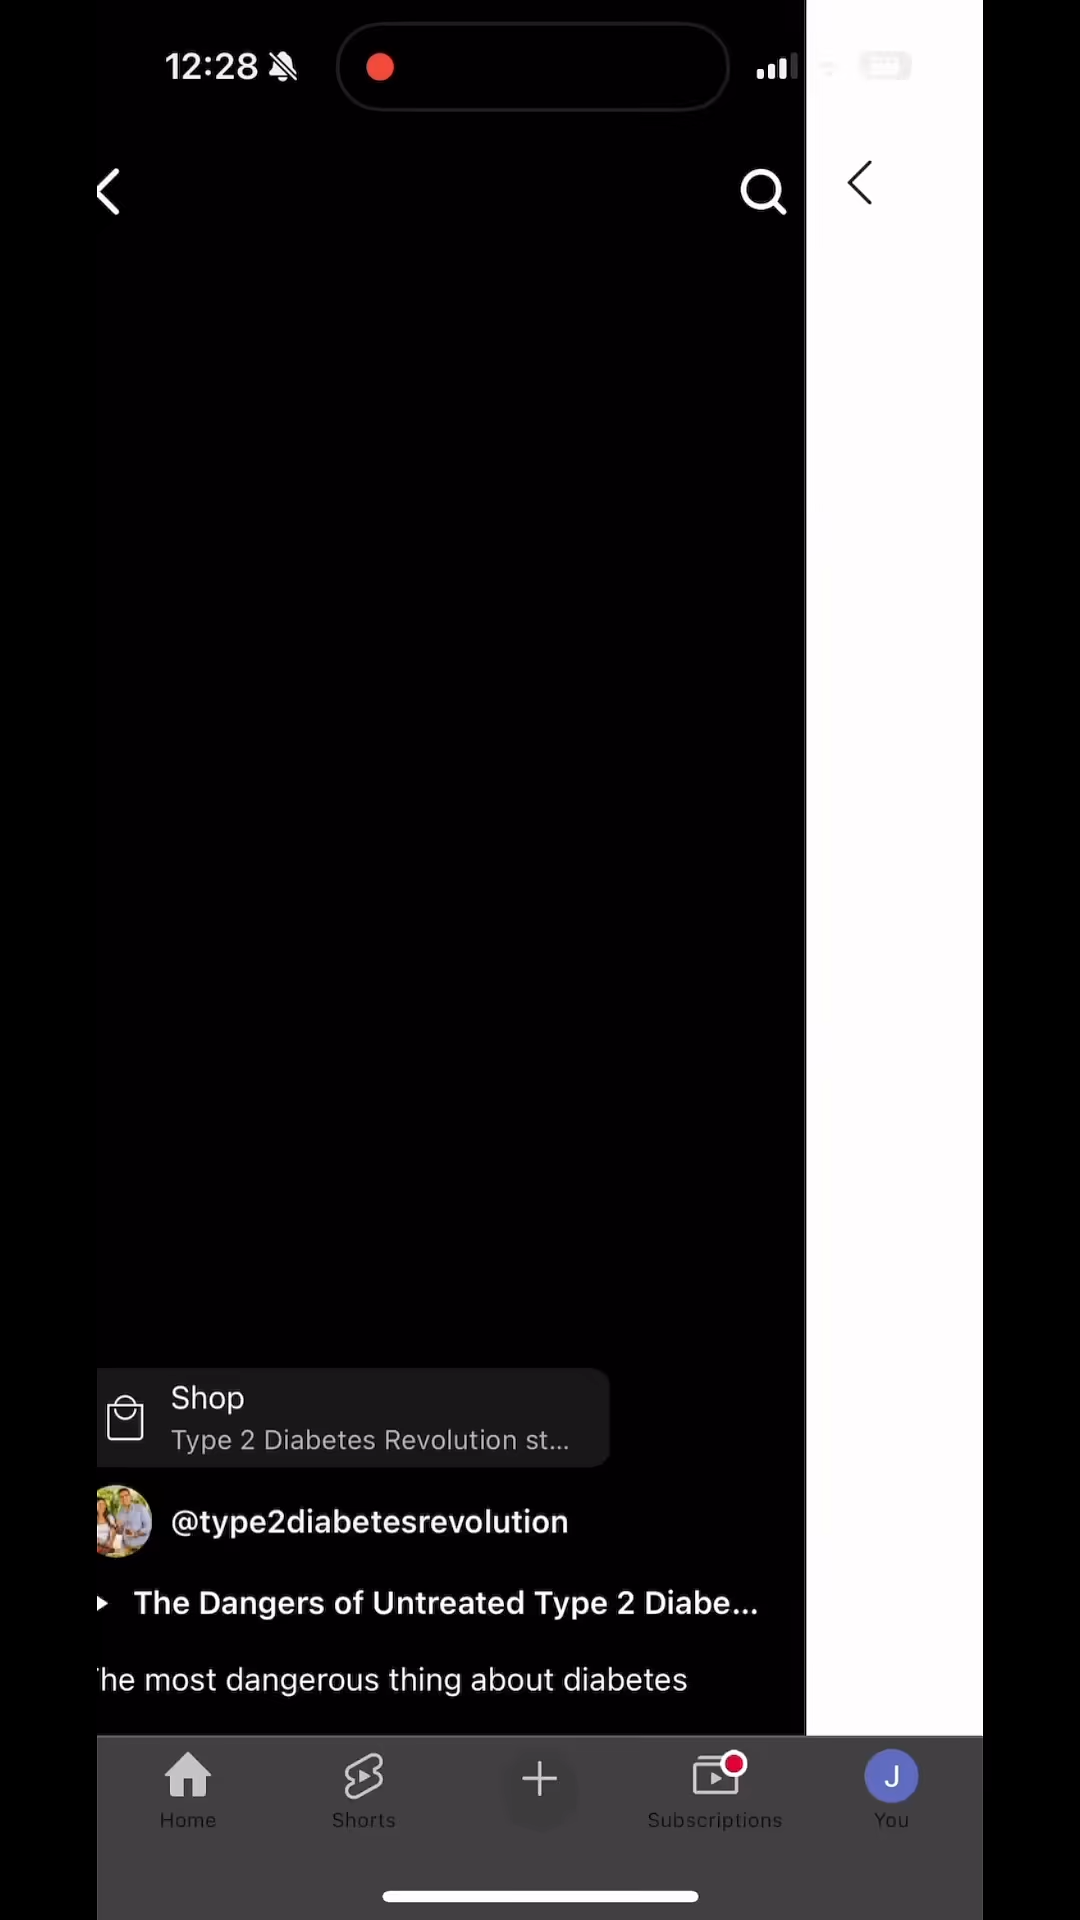 12:28
Shop
Type 2 Diabetes Revolution st...
@type2diabetesrevolution
The Dangers of Untreated Type 2 Diabe...
The most dangerous thing about diabetes
Home
Shorts
Subscriptions
J
You